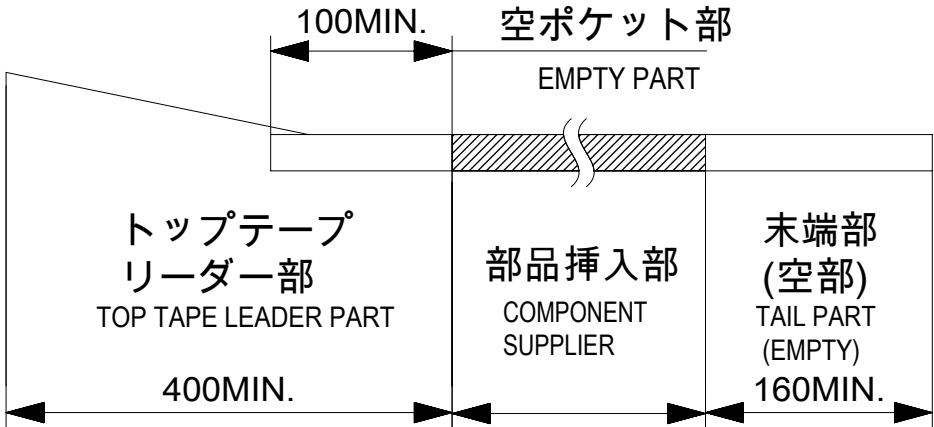 100MIN.
空ポケット部
EMPTY PART
トップテープ
リーダー部
TOP TAPE LEADER PART
部品挿入部
COMPONENT
SUPPLIER
末端部
(空部)
TAIL PART
(EMPTY)
400MIN.
160MIN.